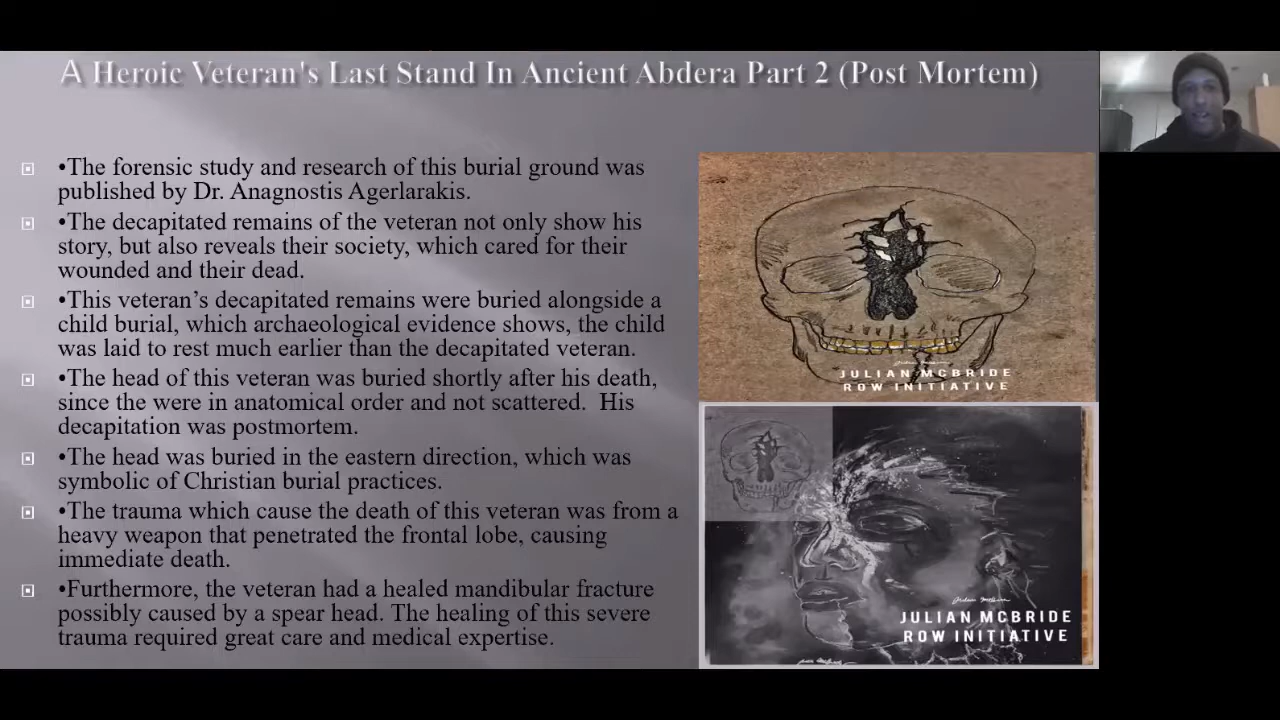 A Heroic Veteran's Last Stand In Ancient Abdera Part 2 (Post Mortem)
•The forensic study and research of this burial ground was
published by Dr. Anagnostis Agerlarakis.
•The decapitated remains of the veteran not only show his
story, but also reveals their society, which cared for their
wounded and their dead.
•This veteran’s decapitated remains were buried alongside a
child burial, which archaeological evidence shows, the child
was laid to rest much earlier than the decapitated veteran.
•The head of this veteran was buried shortly after his death,
since the were in anatomical order and not scattered.  His
decapitation was postmortem.
•The head was buried in the eastern direction, which was
symbolic of Christian burial practices.
•The trauma which cause the death of this veteran was from a
heavy weapon that penetrated the frontal lobe, causing
immediate death.
•Furthermore, the veteran had a healed mandibular fracture
possibly caused by a spear head. The healing of this severe
trauma required great care and medical expertise.
JULIAN MCBRIDE
ROW INITIATIVE
JULIAN MCBRIDE
ROW INITIATIVE